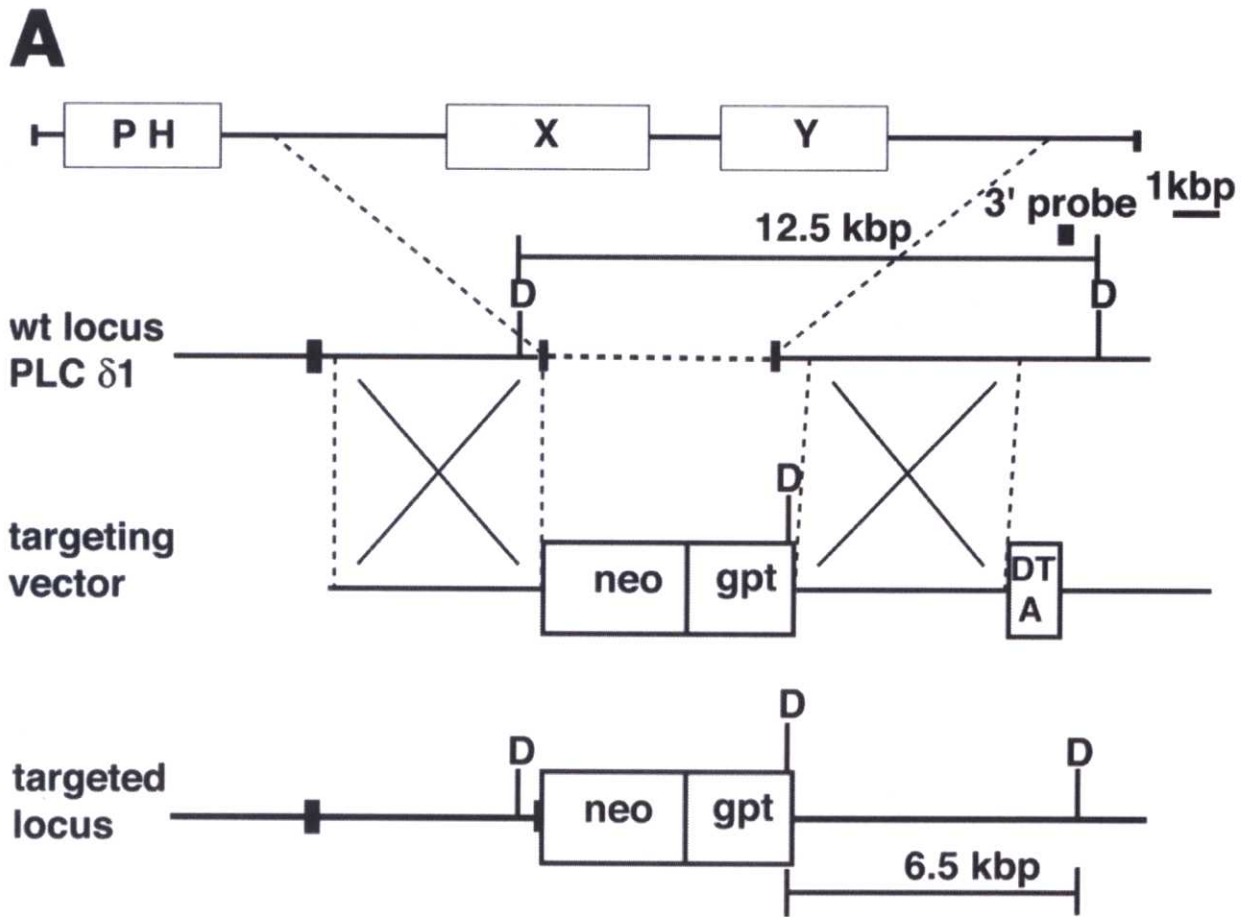 A
P H
X
Y
1kbp
3' probe
12.5 kbp
D
D
wt locus
PLC δ1
D
targeting
vector
neo
gpt
DT
A
D
D
D
targeted
locus
neo
gpt
6.5 kbp